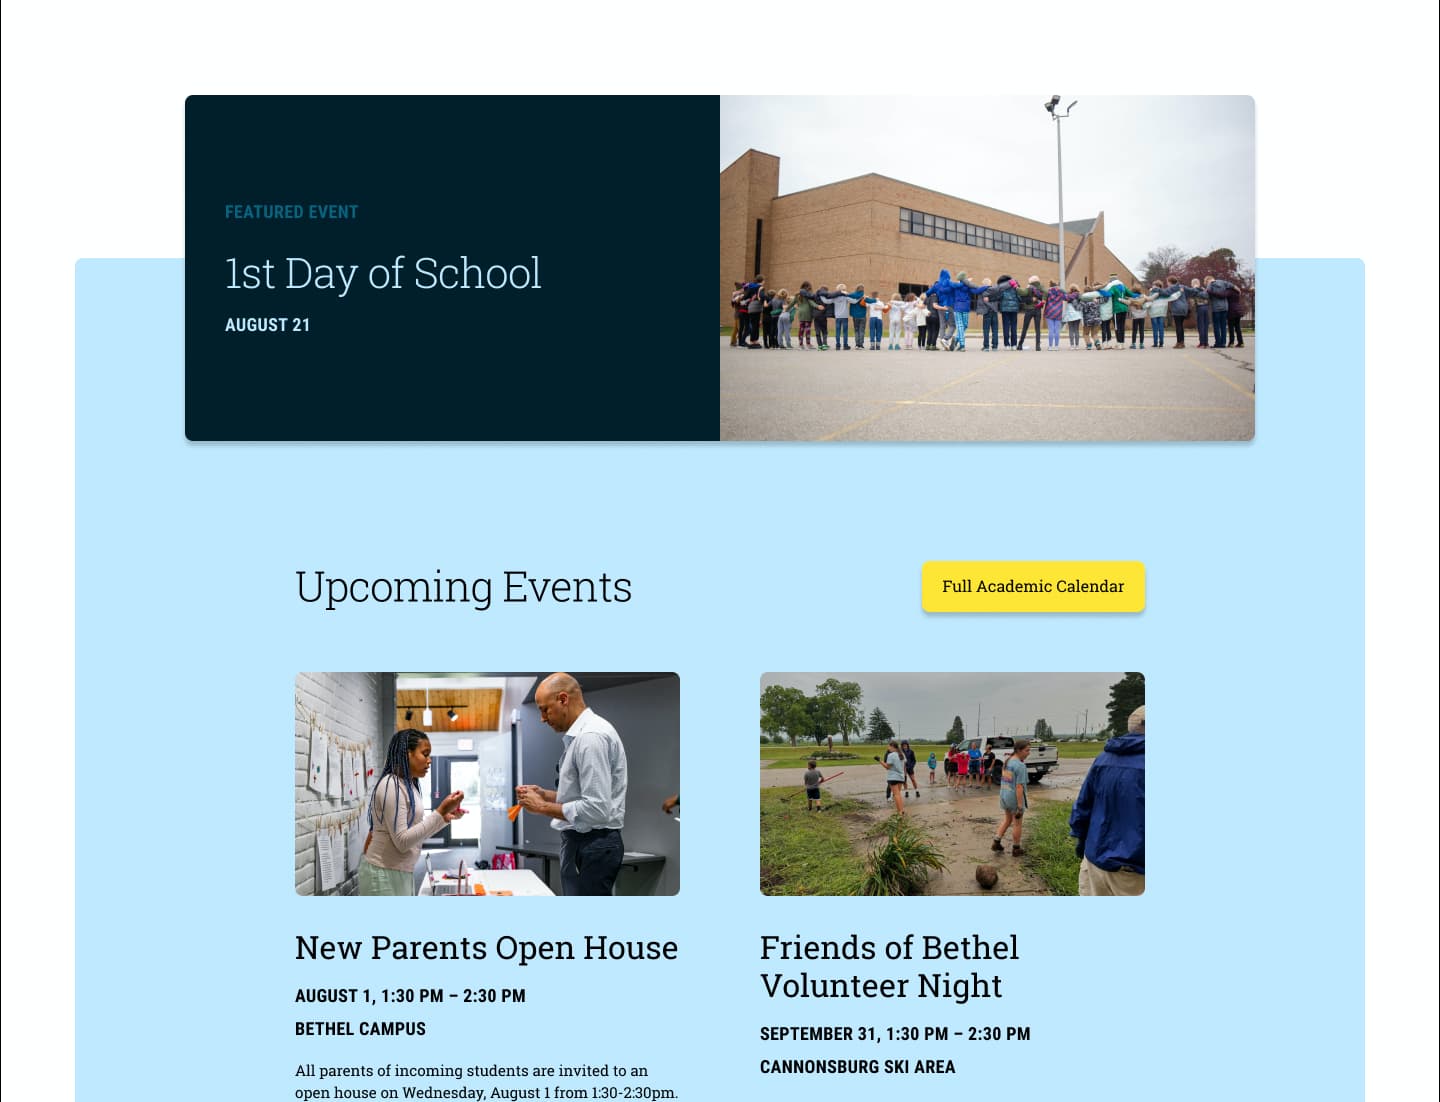 FEATURED EVENT
1st Day of School
AUGUST 21
Upcoming Events
Full Academic Calendar
New Parents Open House
AUGUST 1, 1:30 PM – 2:30 PM
BETHEL CAMPUS
All parents of incoming students are invited to an
open house on Wednesday, August 1 from 1:30-2:30pm.
Friends of Bethel
Volunteer Night
SEPTEMBER 31, 1:30 PM – 2:30 PM
CANNONSBURG SKI AREA